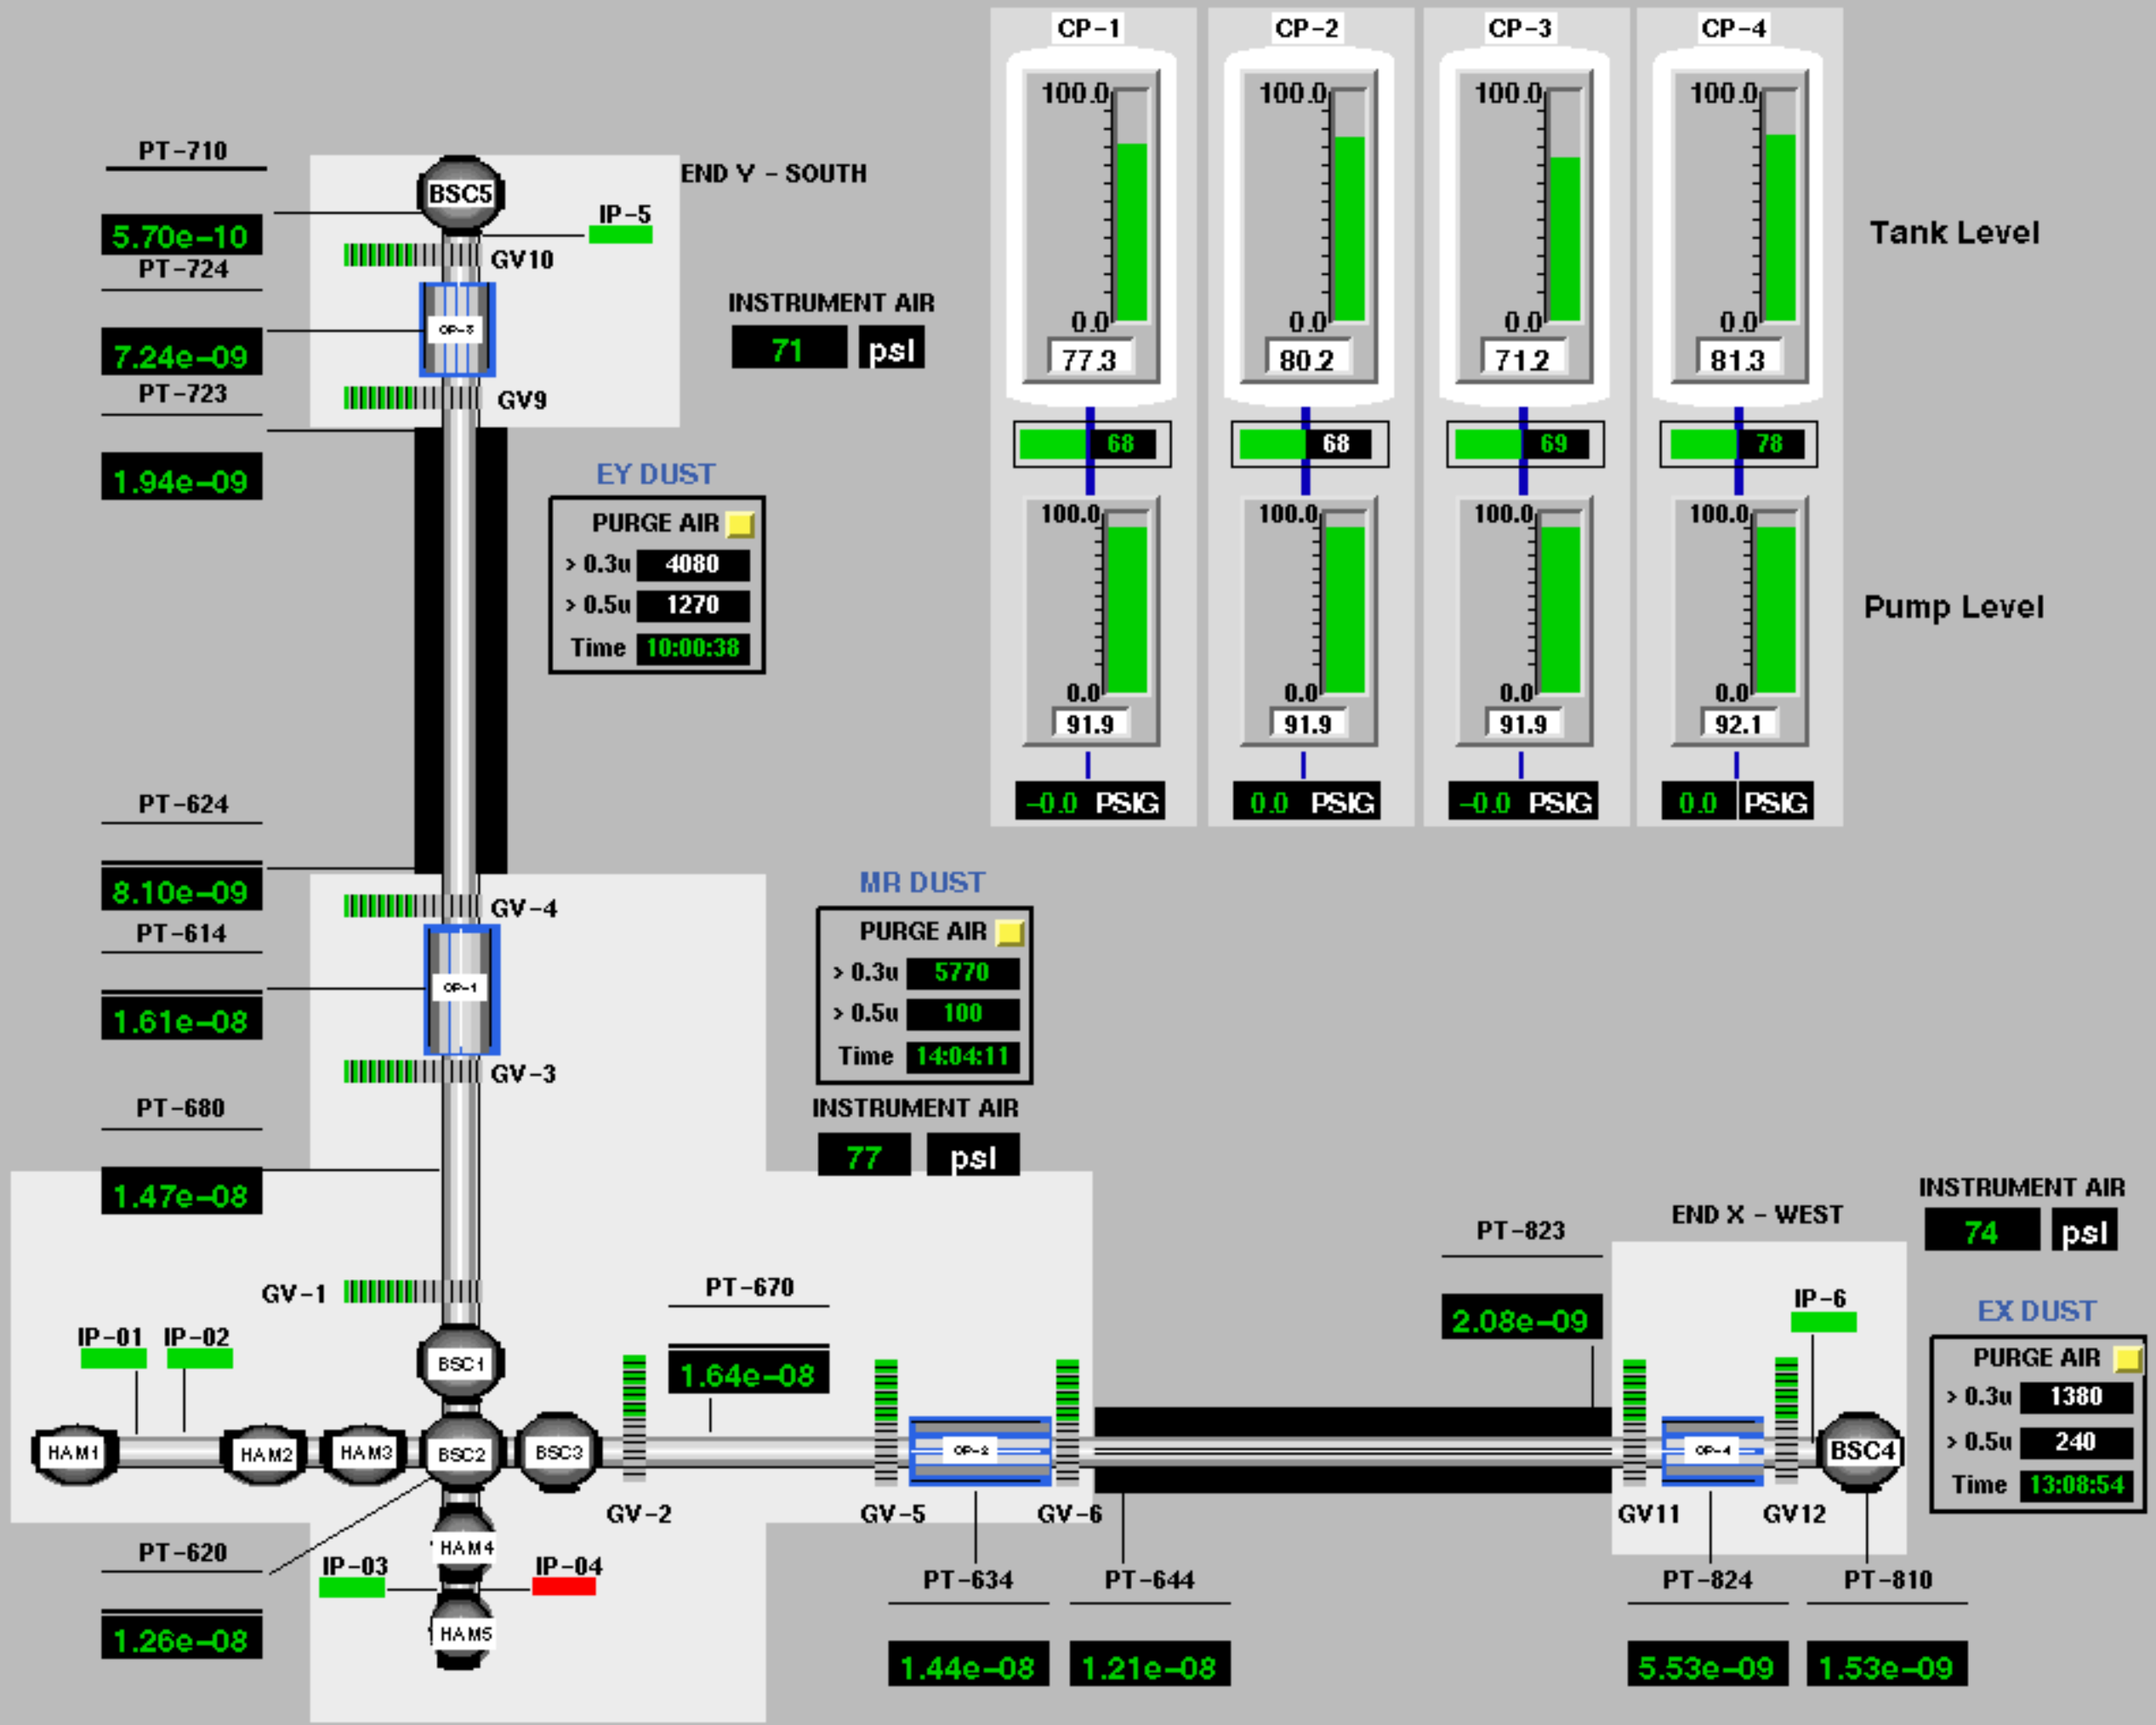 CP-1 CP-2 CP-3 CP-4
100.0 100.0 100.0 100.0
0.0 0.0 0.0 0.0
77.3 80.2 71.2 81.3
Tank Level
68 68 69 78
100.0 100.0 100.0 100.0
Pump Level
0.0 0.0 0.0 0.0
91.9 91.9 91.9 92.1
-0.0 PSIG 0.0 PSIG -0.0 PSIG 0.0 PSIG
PT-710
5.70e-10
PT-724
7.24e-09
PT-723
1.94e-09
BSC5
END Y - SOUTH
IP-5
GV10
GV9
INSTRUMENT AIR
71 psI
EY DUST
PURGE AIR
> 0.3u 4080
> 0.5u 1270
Time 10:00:38
PT-624
8.10e-09
PT-614
1.61e-08
PT-680
1.47e-08
GV-4
GV-3
MR DUST
PURGE AIR
> 0.3u 5770
> 0.5u 100
Time 14:04:11
INSTRUMENT AIR
77 psI
GV-1
IP-01 IP-02
BSC1
HAM1 HAM2 HAM3 BSC2 BSC3
GV-2
PT-670
1.64e-08
GV-5 GV-6
HAM4
IP-03 IP-04
HAM5
PT-620
1.26e-08
PT-634 PT-644
1.44e-08 1.21e-08
PT-823
2.08e-09
END X - WEST
INSTRUMENT AIR
74 psI
IP-6
EX DUST
PURGE AIR
> 0.3u 1380
> 0.5u 240
Time 13:08:54
BSC4
GV11 GV12
PT-824 PT-810
5.53e-09 1.53e-09